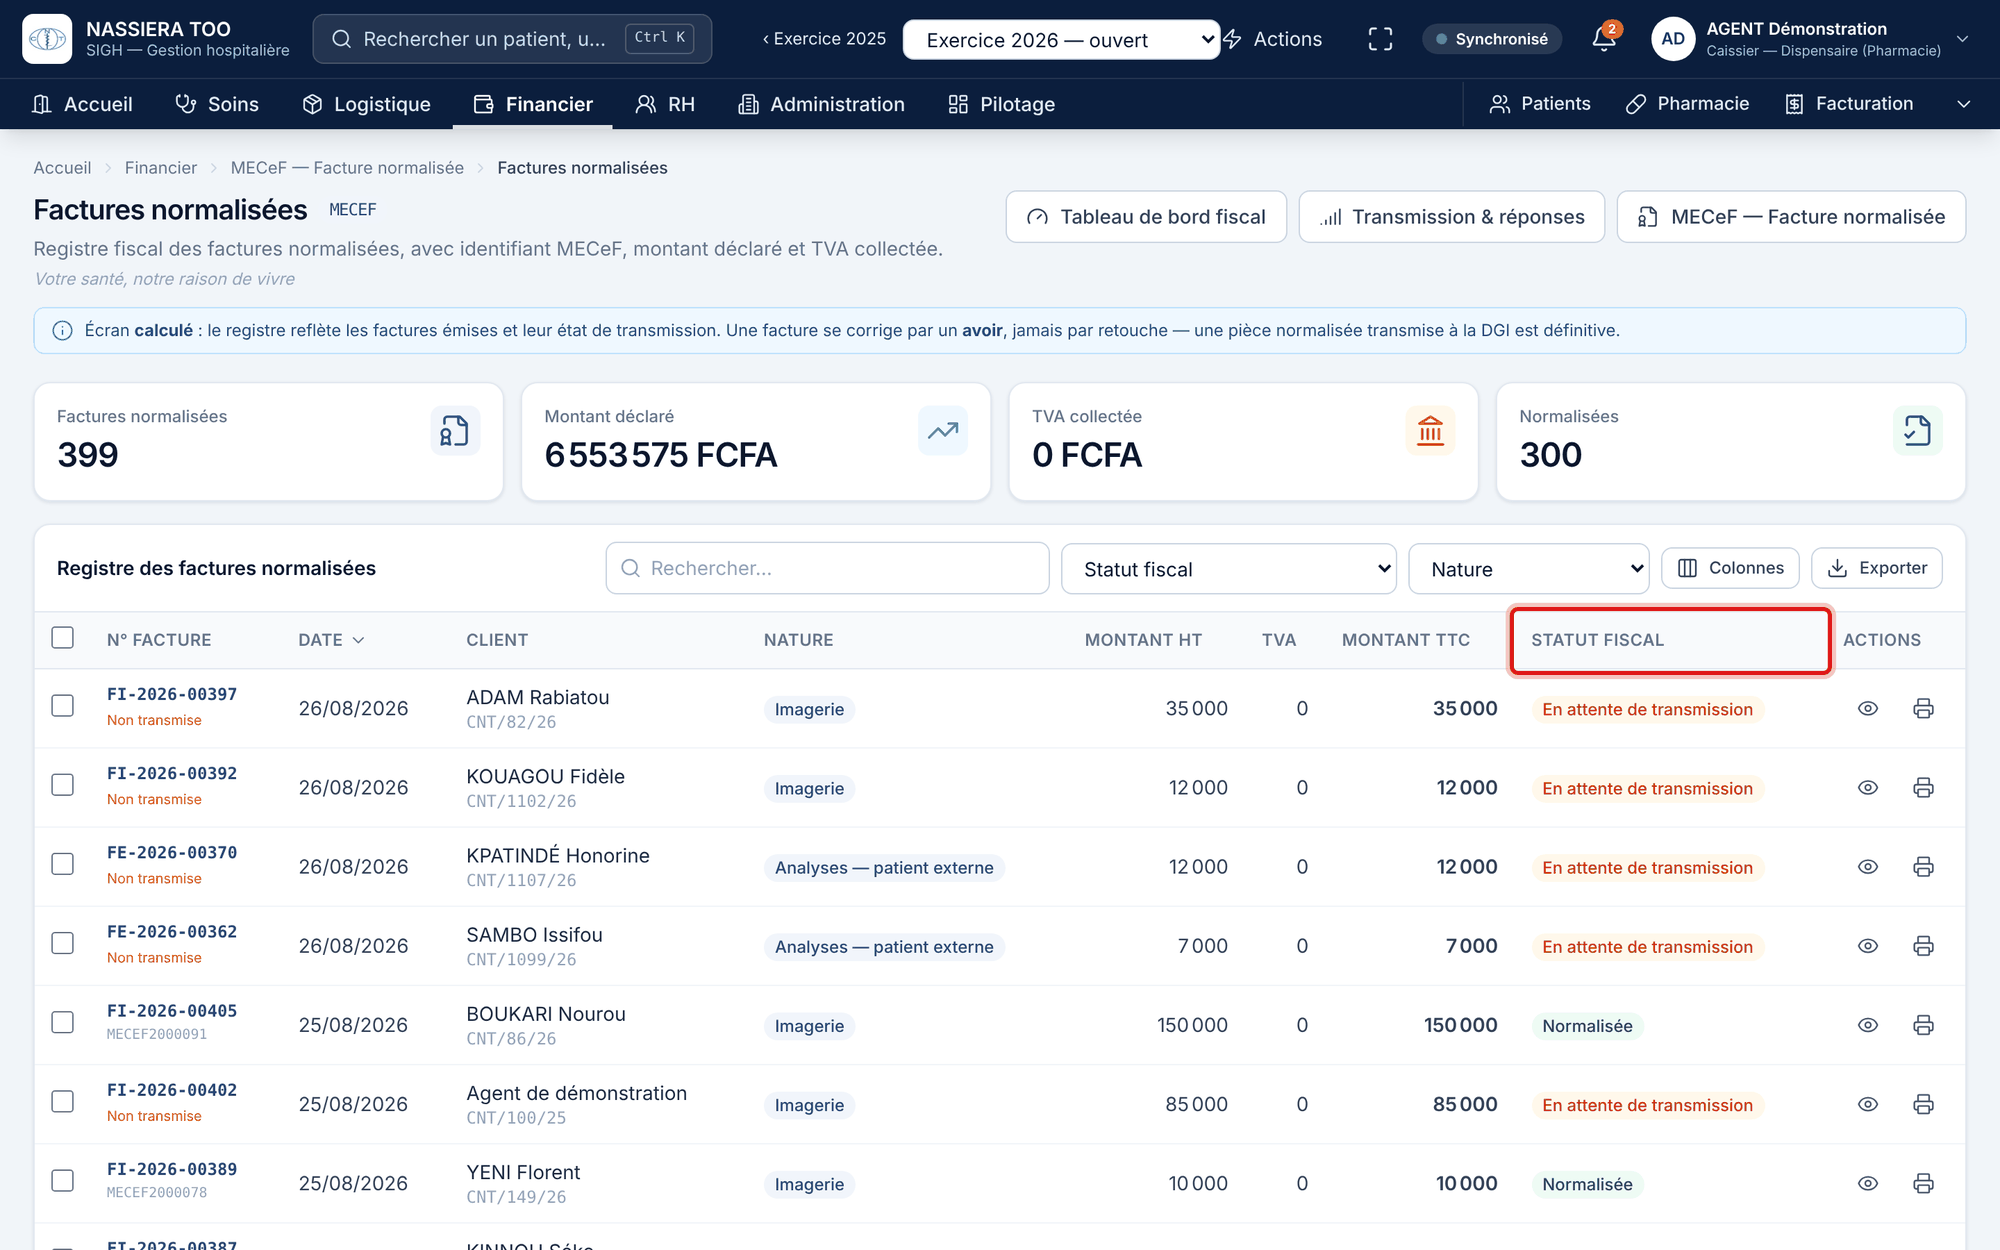 NASSIERA TOO
SIGH — Gestion hospitalière
Rechercher un patient, u...
Ctrl K
‹ Exercice 2025
Exercice 2026 — ouvert
Actions
Synchronisé
2
AD
AGENT Démonstration
Caissier — Dispensaire (Pharmacie)
Accueil
Soins
Logistique
Financier
RH
Administration
Pilotage
Patients
Pharmacie
Facturation
Accueil > Financier > MECeF — Facture normalisée > Factures normalisées
Factures normalisées MECEF
Registre fiscal des factures normalisées, avec identifiant MECeF, montant déclaré et TVA collectée.
Votre santé, notre raison de vivre
Tableau de bord fiscal
Transmission & réponses
MECeF — Facture normalisée
Écran calculé : le registre reflète les factures émises et leur état de transmission. Une facture se corrige par un avoir, jamais par retouche — une pièce normalisée transmise à la DGI est définitive.
Factures normalisées
399
Montant déclaré
6 553 575 FCFA
TVA collectée
0 FCFA
Normalisées
300
Registre des factures normalisées
Rechercher...
Statut fiscal
Nature
Colonnes
Exporter
N° FACTURE DATE CLIENT NATURE MONTANT HT TVA MONTANT TTC STATUT FISCAL ACTIONS
FI-2026-00397
Non transmise
26/08/2026
ADAM Rabiatou
CNT/82/26
Imagerie
35 000
0
35 000
En attente de transmission
FI-2026-00392
Non transmise
26/08/2026
KOUAGOU Fidèle
CNT/1102/26
Imagerie
12 000
0
12 000
En attente de transmission
FE-2026-00370
Non transmise
26/08/2026
KPATINDÉ Honorine
CNT/1107/26
Analyses — patient externe
12 000
0
12 000
En attente de transmission
FE-2026-00362
Non transmise
26/08/2026
SAMBO Issifou
CNT/1099/26
Analyses — patient externe
7 000
0
7 000
En attente de transmission
FI-2026-00405
MECEF2000091
25/08/2026
BOUKARI Nourou
CNT/86/26
Imagerie
150 000
0
150 000
Normalisée
FI-2026-00402
Non transmise
25/08/2026
Agent de démonstration
CNT/100/25
Imagerie
85 000
0
85 000
En attente de transmission
FI-2026-00389
MECEF2000078
25/08/2026
YENI Florent
CNT/149/26
Imagerie
10 000
0
10 000
Normalisée
FI-2026-00387